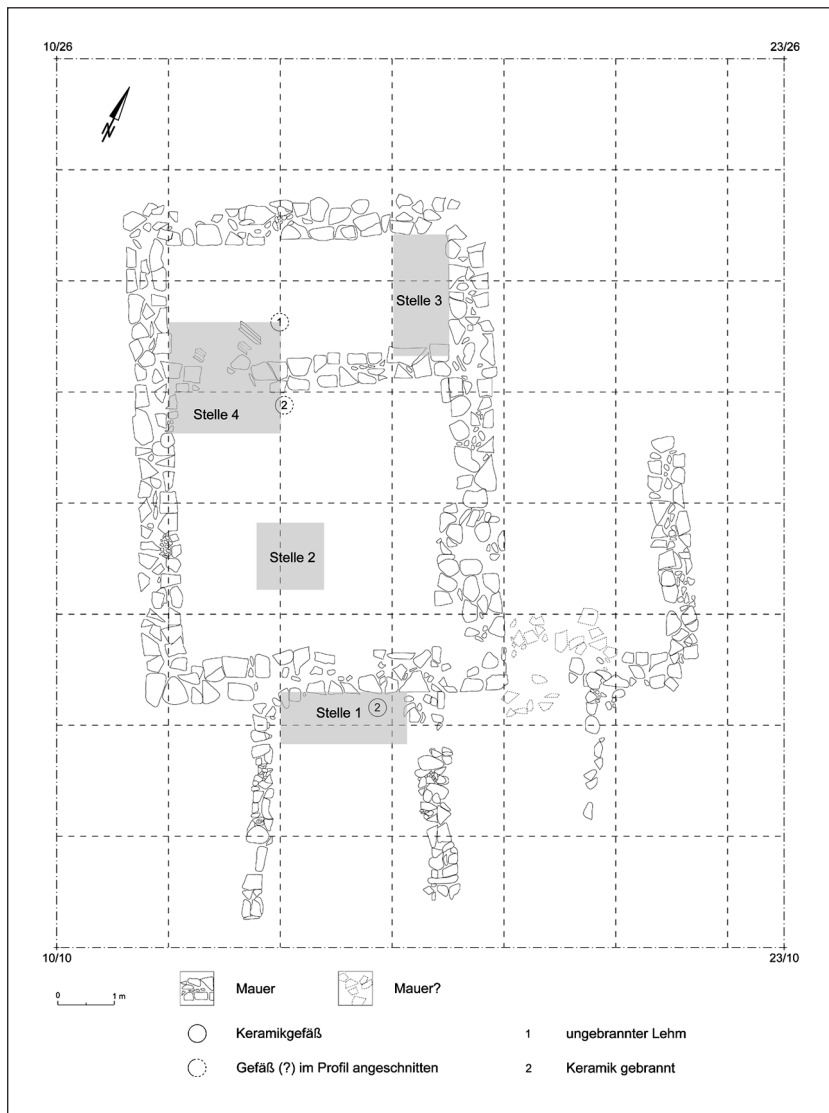 10/26 23/26
N
Stelle 3
1
Stelle 4
2
Stelle 2
Stelle 1 2
10/10 23/10
0 1 m
Mauer Mauer?
Keramikgefäß 1 ungebrannter Lehm
Gefäß (?) im Profil angeschnitten 2 Keramik gebrannt